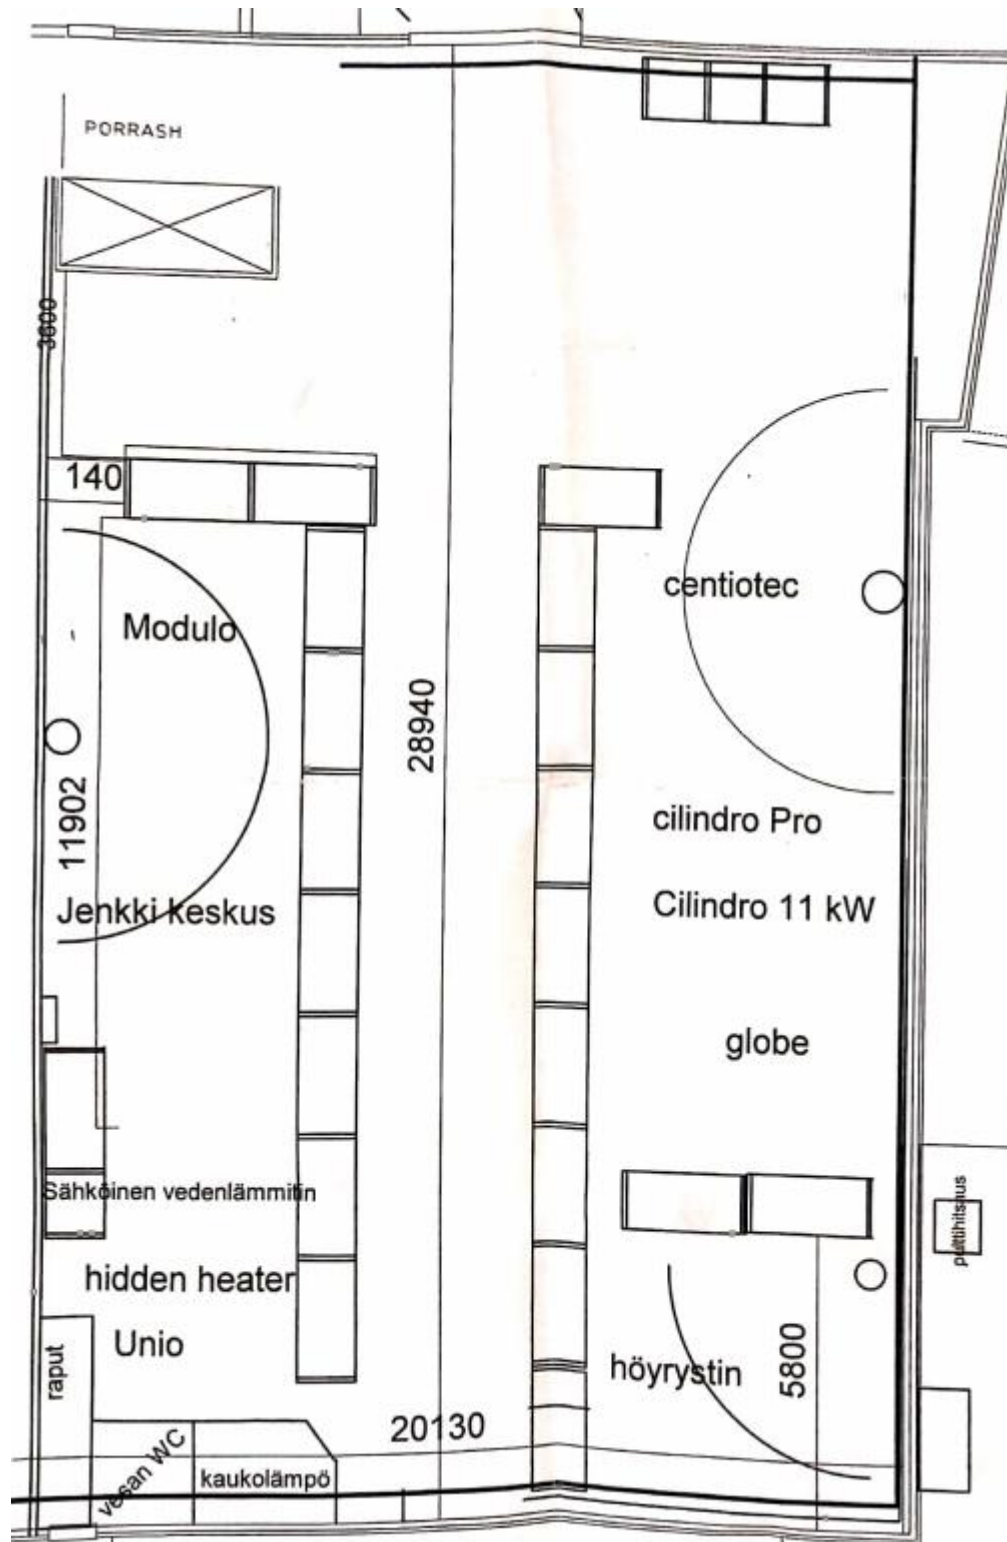 PORRASH
3600
140
centiotec
Modulo
28940
11902
cilindro Pro
Jenkki keskus
Cilindro 11 kW
globe
Sähköinen vedenlämmitin
pulttihitsaus
hidden heater
Unio
raput
höyrystin
5800
20130
vesan WC
kaukolämpö